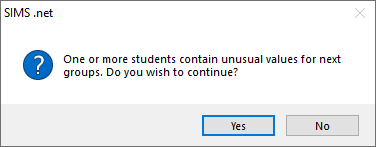 SIMS .net
One or more students contain unusual values for next
groups. Do you wish to continue?
Yes
No